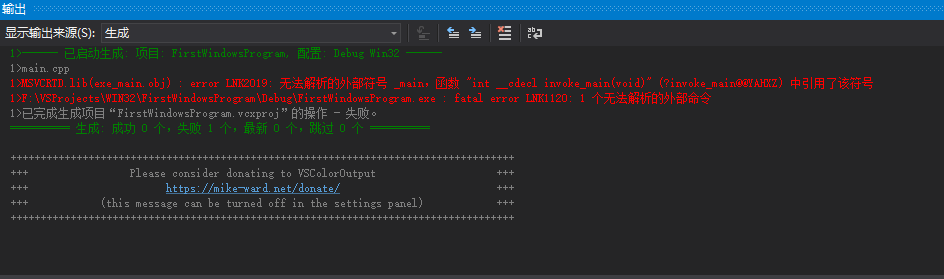 输出
显示输出来源(S): 生成
1>------ 已启动生成: 项目: FirstWindowsProgram, 配置: Debug Win32 ------
1>main.cpp
1>MSVCRTD.lib(exe_main.obj) : error LNK2019: 无法解析的外部符号 _main，函数 "int __cdecl invoke_main(void)" (?invoke_main@@YAHXZ) 中引用了该符号
1>F:\VSProjects\WIN32\FirstWindowsProgram\Debug\FirstWindowsProgram.exe : fatal error LNK1120: 1 个无法解析的外部命令
1>已完成生成项目“FirstWindowsProgram.vcxproj”的操作 - 失败。
========== 生成: 成功 0 个，失败 1 个，最新 0 个，跳过 0 个 ==========
++++++++++++++++++++++++++++++++++++++++++++++++++++++++++++++++++++++++++++++++++++
+++ Please consider donating to VSColorOutput +++
+++ https://mike-ward.net/donate/ +++
+++ (this message can be turned off in the settings panel) +++
++++++++++++++++++++++++++++++++++++++++++++++++++++++++++++++++++++++++++++++++++++